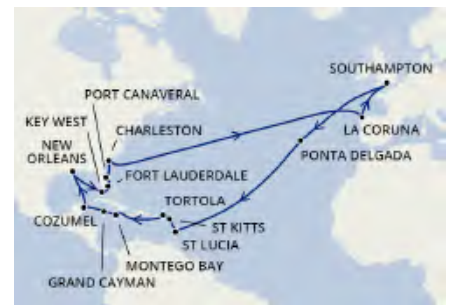 SOUTHAMPTON
PORT CANAVERAL
KEY WEST
CHARLESTON
NEW
ORLEANS
LA CORUNA
PONTA DELGADA
FORT LAUDERDALE
TORTOLA
COZUMEL
ST KITTS
ST LUCIA
MONTEGO BAY
GRAND CAYMAN